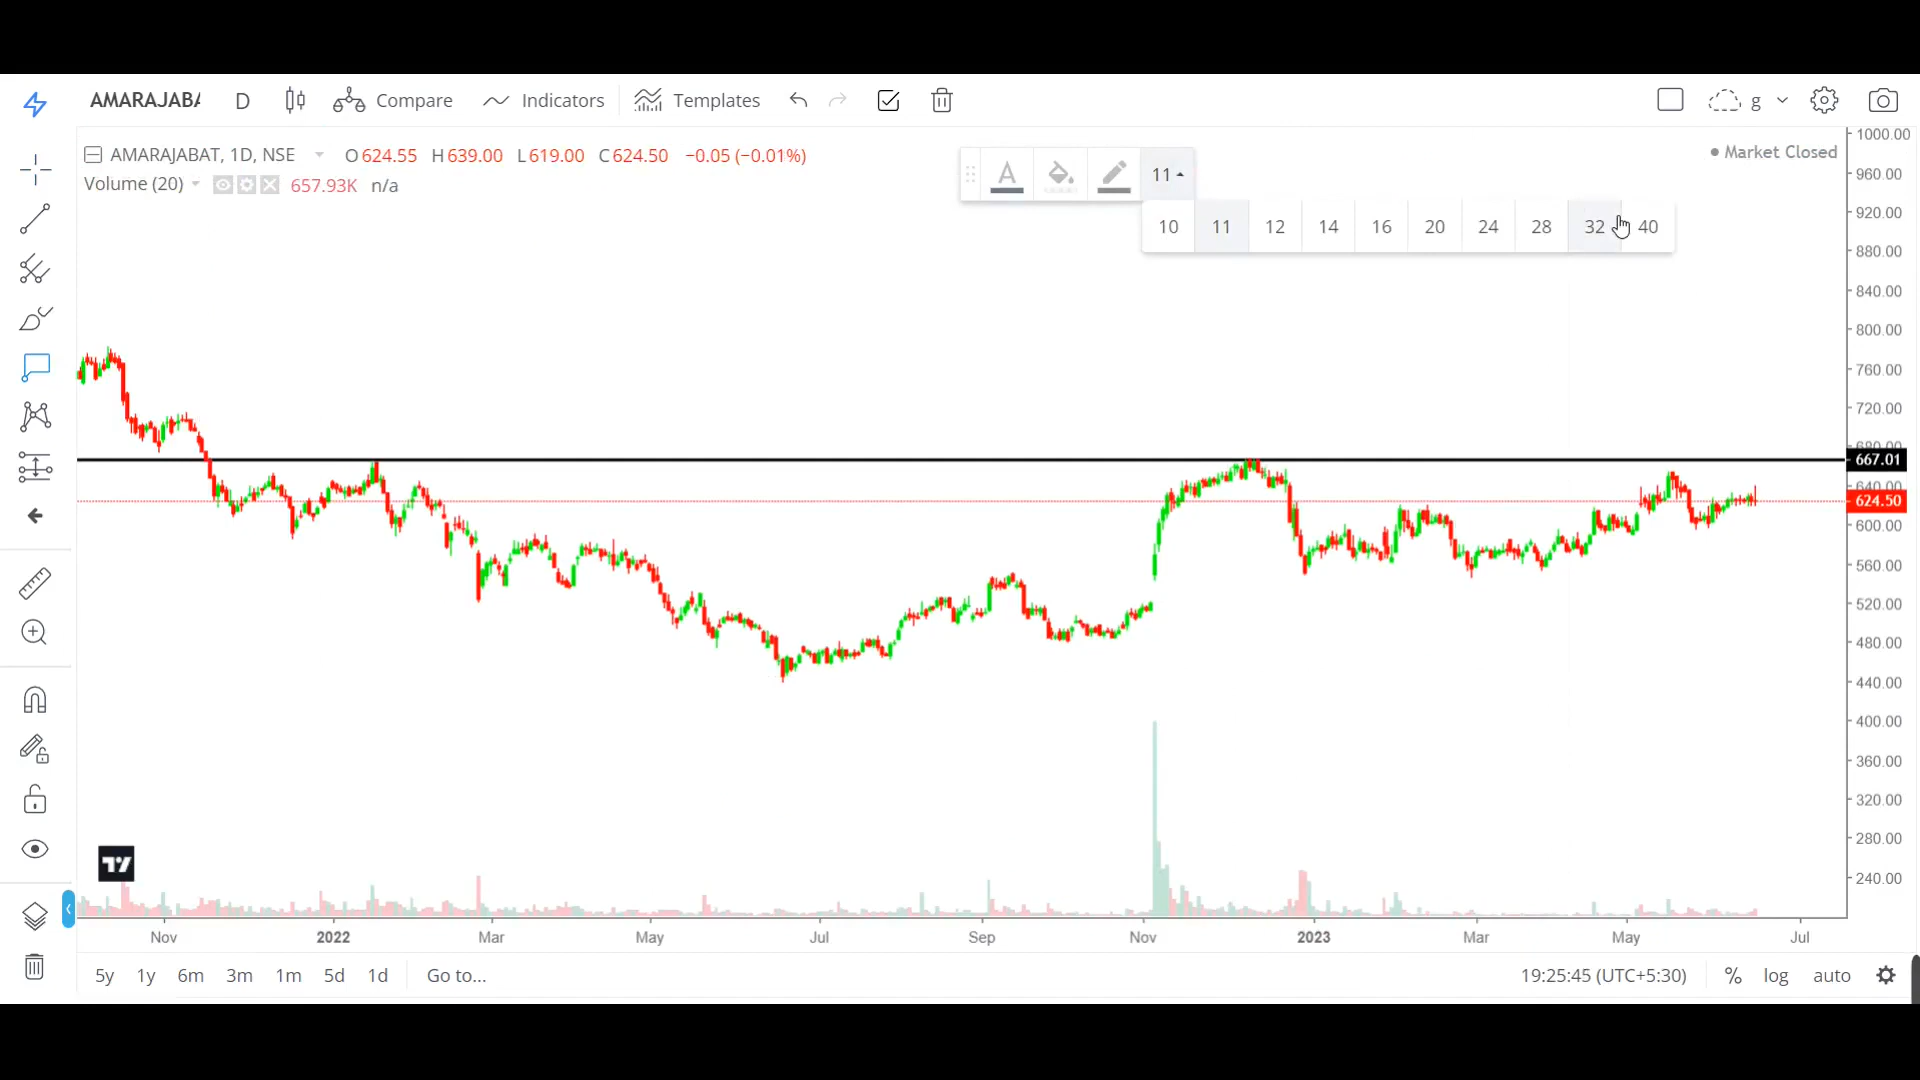 AMARAJABA D Compare Indicators Templates g
AMARAJABAT, 1D, NSE O624.55 H639.00 L619.00 C624.50 −0.05 (−0.01%)
Market Closed
Volume (20) 657.93K n/a
A 11
10 11 12 14 16 20 24 28 32 40
1000.00
960.00
920.00
880.00
840.00
800.00
760.00
720.00
680.00
667.01
640.00
624.50
600.00
560.00
520.00
480.00
440.00
400.00
360.00
320.00
280.00
240.00
Nov 2022 Mar May Jul Sep Nov 2023 Mar May Jul
5y 1y 6m 3m 1m 5d 1d Go to... 19:25:45 (UTC+5:30) % log auto